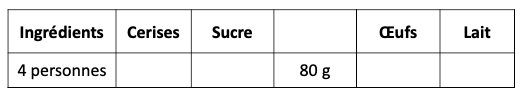 Ingrédients Cerises Sucre Œufs Lait
4 personnes 80 g